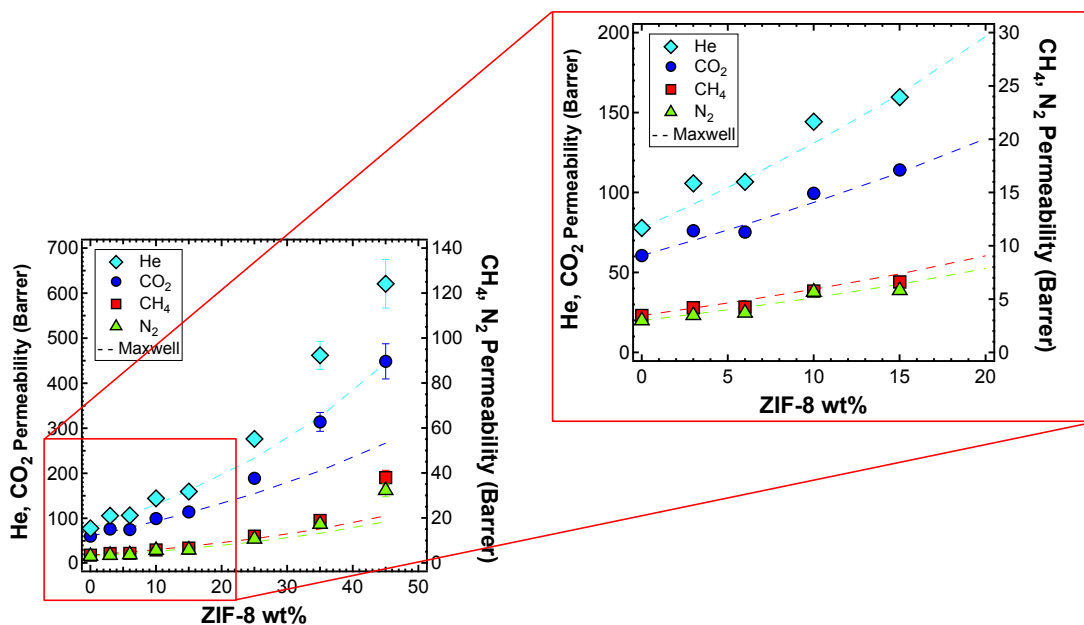 He, CO2 Permeability (Barrer)
700
600
500
400
300
200
100
0
He
CO2
CH4
N2
Maxwell
140
120
100
80
60
40
20
0
CH4, N2 Permeability (Barrer)
0
10
20
30
40
50
ZIF-8 wt%
He, CO2 Permeability (Barrer)
200
150
100
50
0
He
CO2
CH4
N2
Maxwell
30
25
20
15
10
5
0
CH4, N2 Permeability (Barrer)
0
5
10
15
20
ZIF-8 wt%